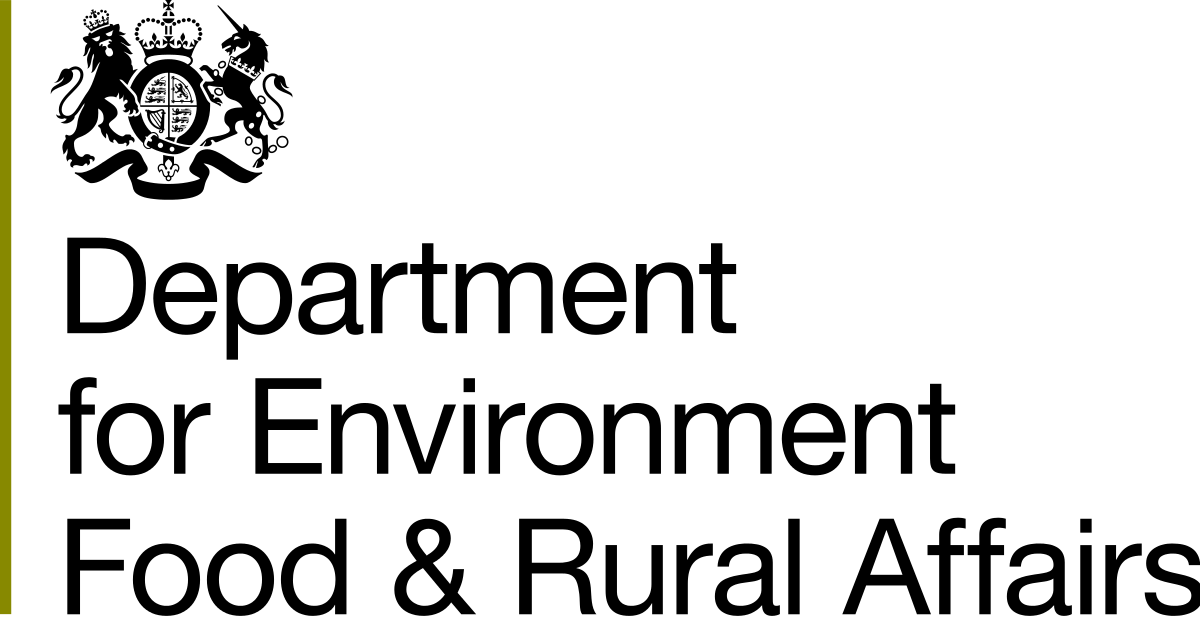 Department
for Environment
Food & Rural Affairs